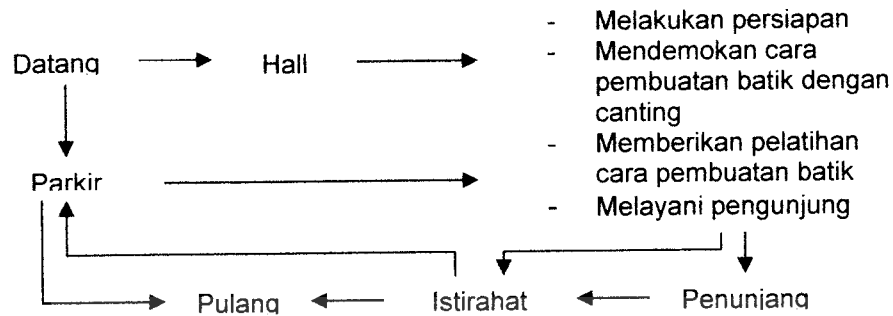 - Melakukan persiapan
Datang Hall - Mendemokan cara
pembuatan batik dengan
canting
- Memberikan pelatihan
Parkir cara pembuatan batik
- Melayani pengunjung
Pulang Istirahat Penunjang